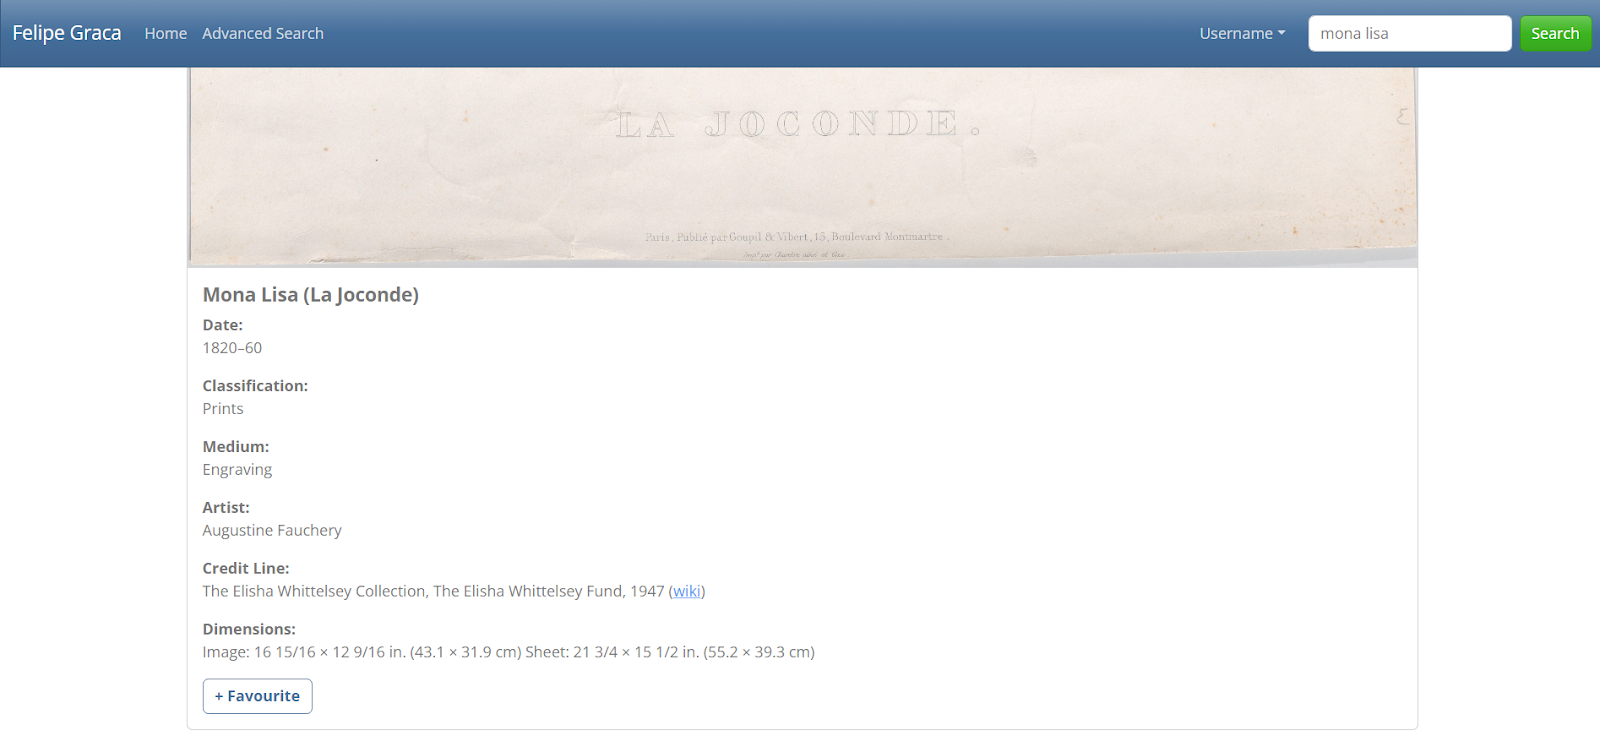 Felipe Graca Home Advanced Search Username mona lisa Search
LA JOCONDE.
Paris, Publié par Goupil & Vibert, 15, Boulevard Montmartre.
Mona Lisa (La Joconde)
Date:
1820–60
Classification:
Prints
Medium:
Engraving
Artist:
Augustine Fauchery
Credit Line:
The Elisha Whittelsey Collection, The Elisha Whittelsey Fund, 1947 (wiki)
Dimensions:
Image: 16 15/16 × 12 9/16 in. (43.1 × 31.9 cm) Sheet: 21 3/4 × 15 1/2 in. (55.2 × 39.3 cm)
+ Favourite